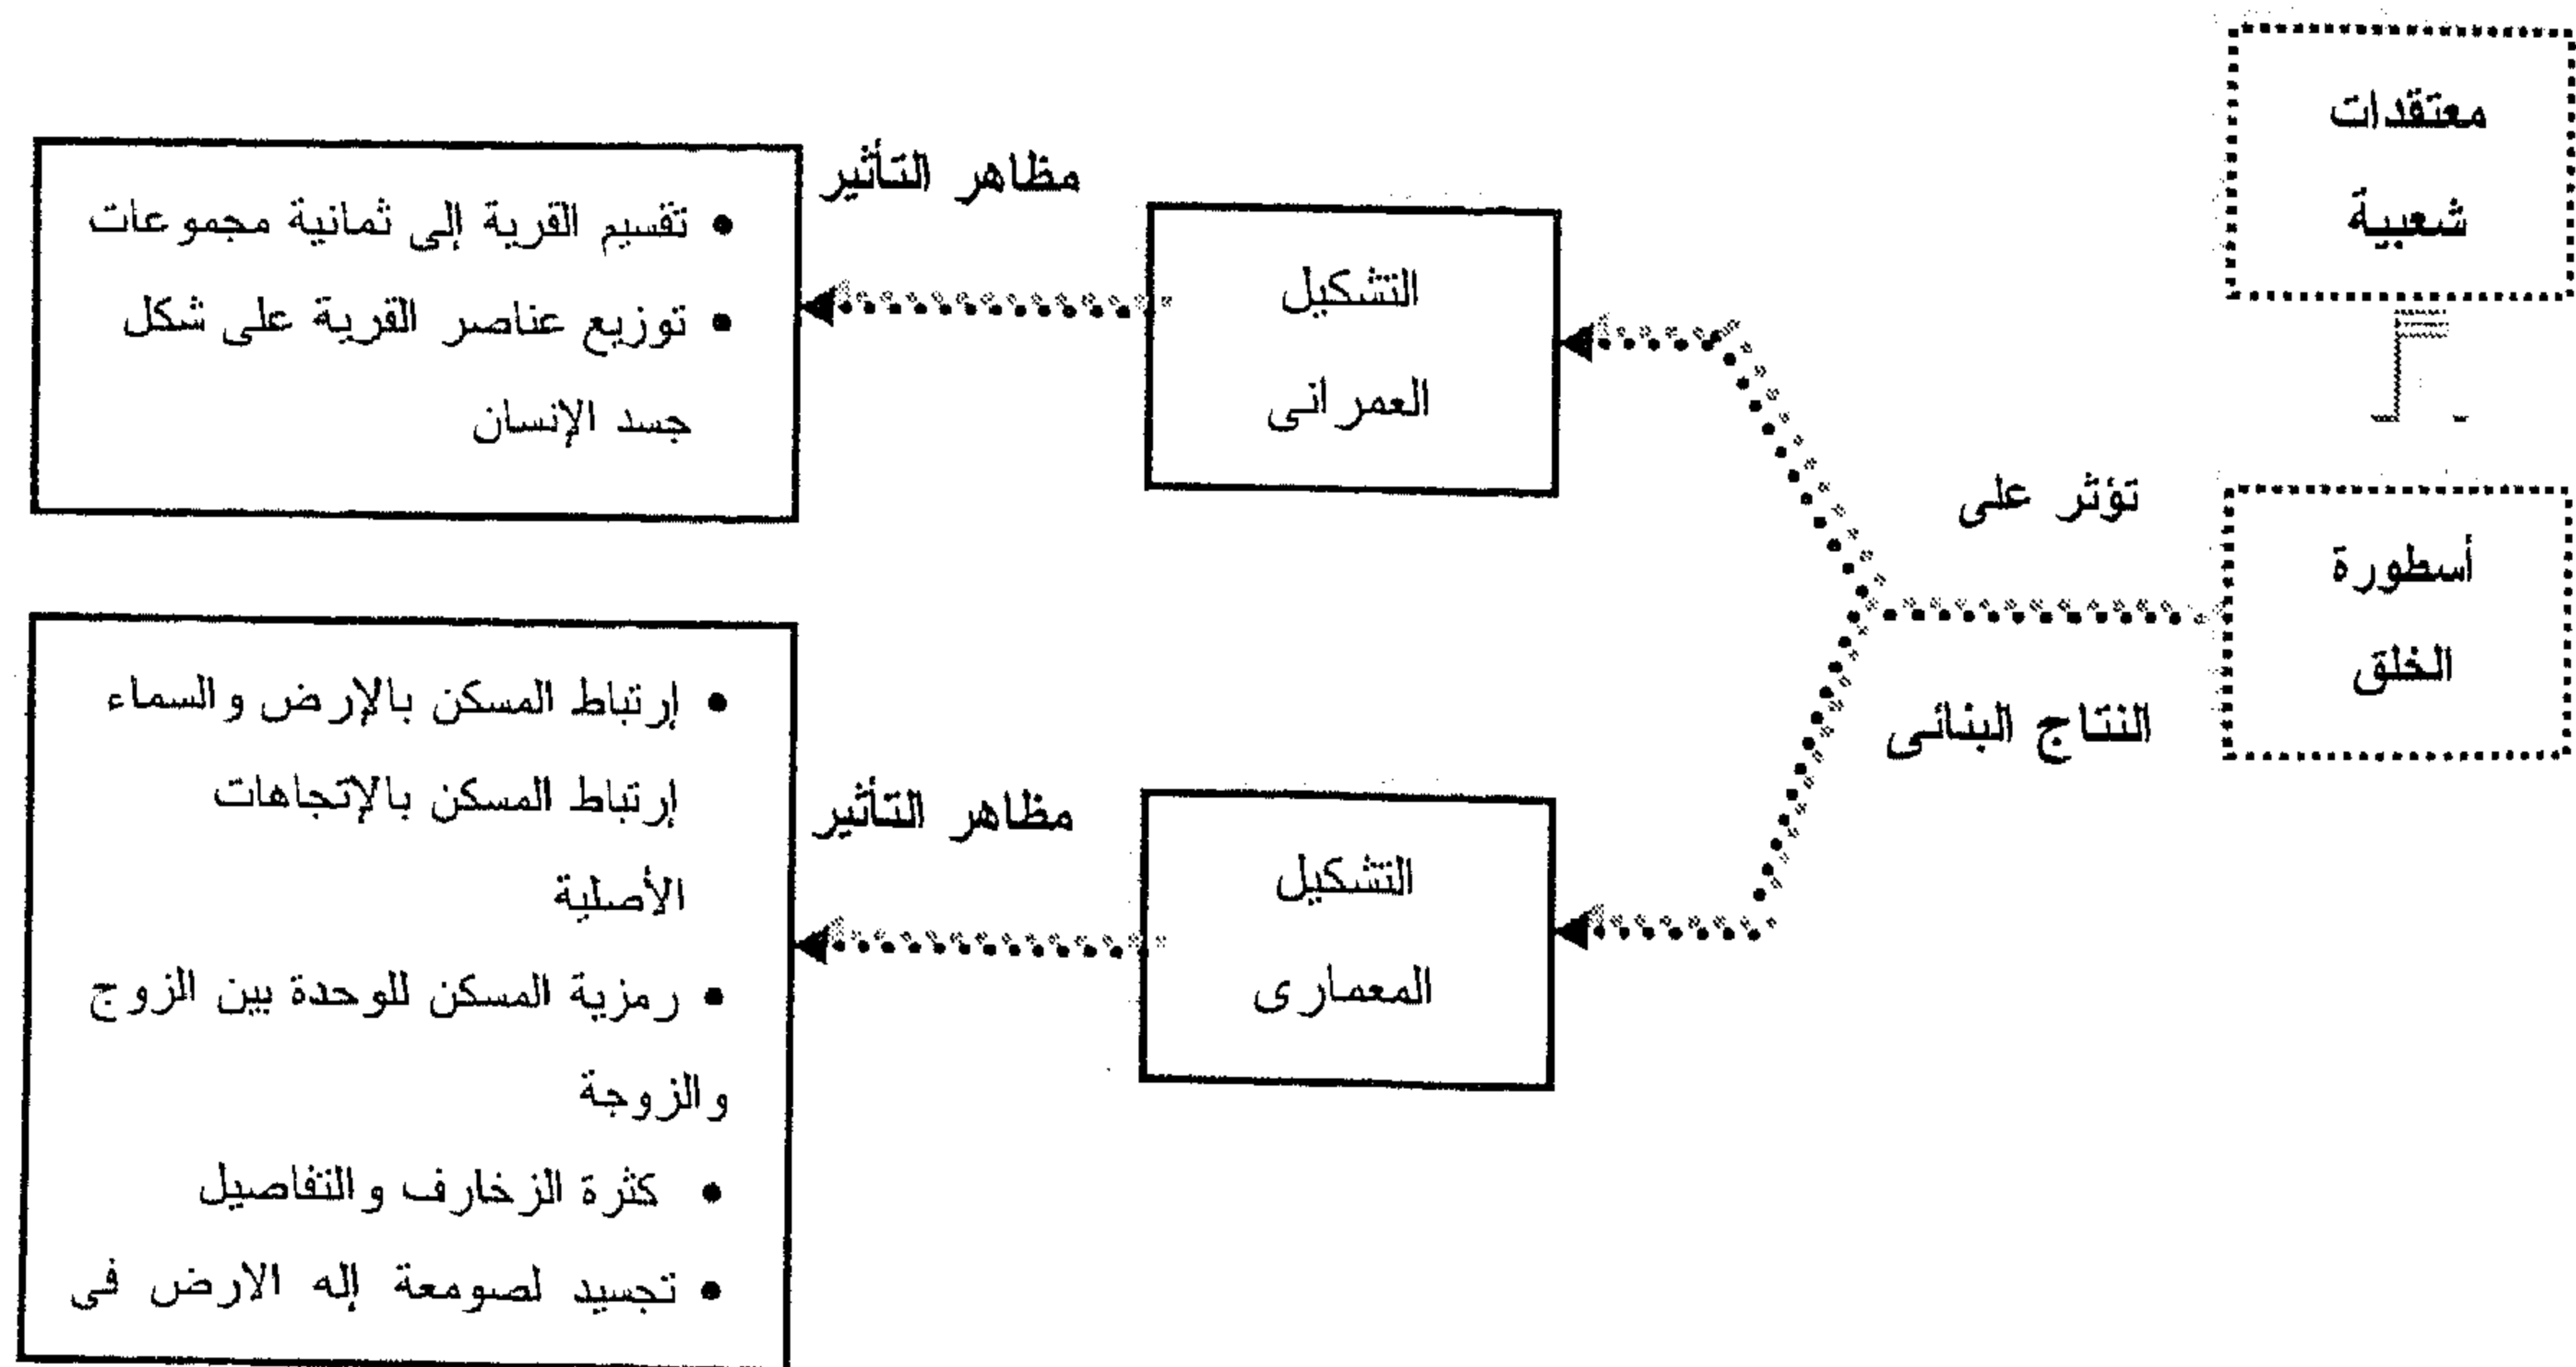 معتقدات
شعبية
أسطورة
الخلق
تؤثر على
النتاج البنائى
التشكيل
العمرانى
مظاهر التأثير
• تقسيم القرية إلى ثمانية مجموعات
• توزيع عناصر القرية على شكل
جسد الإنسان
التشكيل
المعمارى
مظاهر التأثير
• إرتباط المسكن بالإرض والسماء
إرتباط المسكن بالإتجاهات
الأصلية
• رمزية المسكن للوحدة بين الزوج
والزوجة
• كثرة الزخارف والتفاصيل
• تجسيد لصومعة إله الارض فى